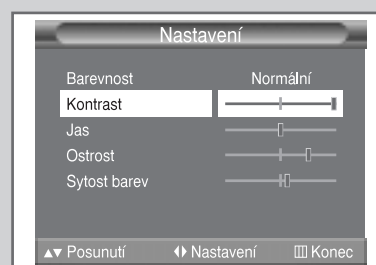 Nastavení
Barevnost Normální
Kontrast
Jas
Ostrost
Sytost barev
▲▼ Posunutí ◀▶ Nastavení Konec